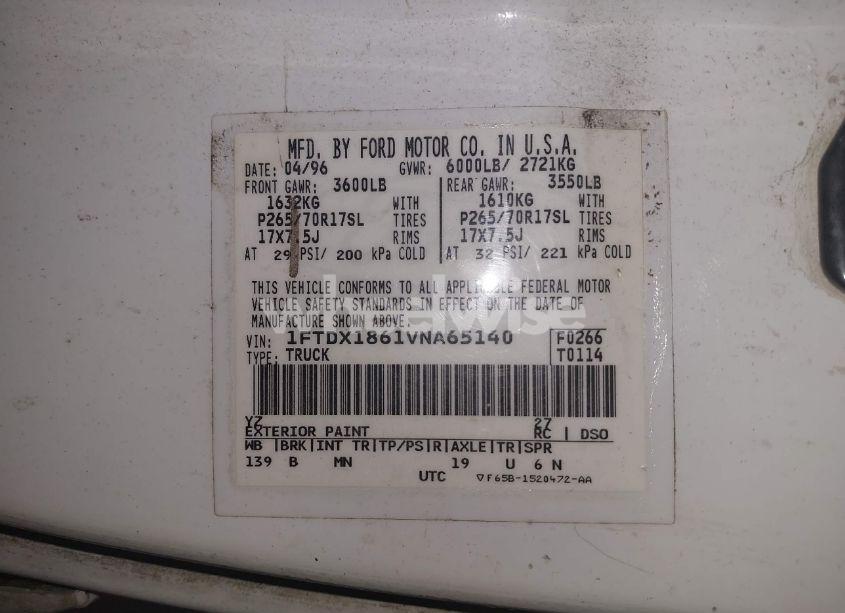 MFD. BY FORD MOTOR CO. IN U.S.A.
DATE: 04/96 GVWR: 6000LB/ 2721KG
FRONT GAWR: 3600LB REAR GAWR: 3550LB
1632KG WITH 1610KG WITH
P265/70R17SL TIRES P265/70R17SL TIRES
17X7.5J RIMS 17X7.5J RIMS
AT 29 PSI/ 200 kPa COLD AT 32 PSI/ 221 kPa COLD
THIS VEHICLE CONFORMS TO ALL APPLICABLE FEDERAL MOTOR
VEHICLE SAFETY STANDARDS IN EFFECT ON THE DATE OF
MANUFACTURE SHOWN ABOVE.
VIN: 1FTDX1861VNA65140 F0266
TYPE: TRUCK T0114
YZ 27
EXTERIOR PAINT RC | DSO
WB |BRK|INT TR|TP/PS|R|AXLE|TR|SPR
139 B MN 19 U 6 N
UTC ▽F65B-1520472-AA